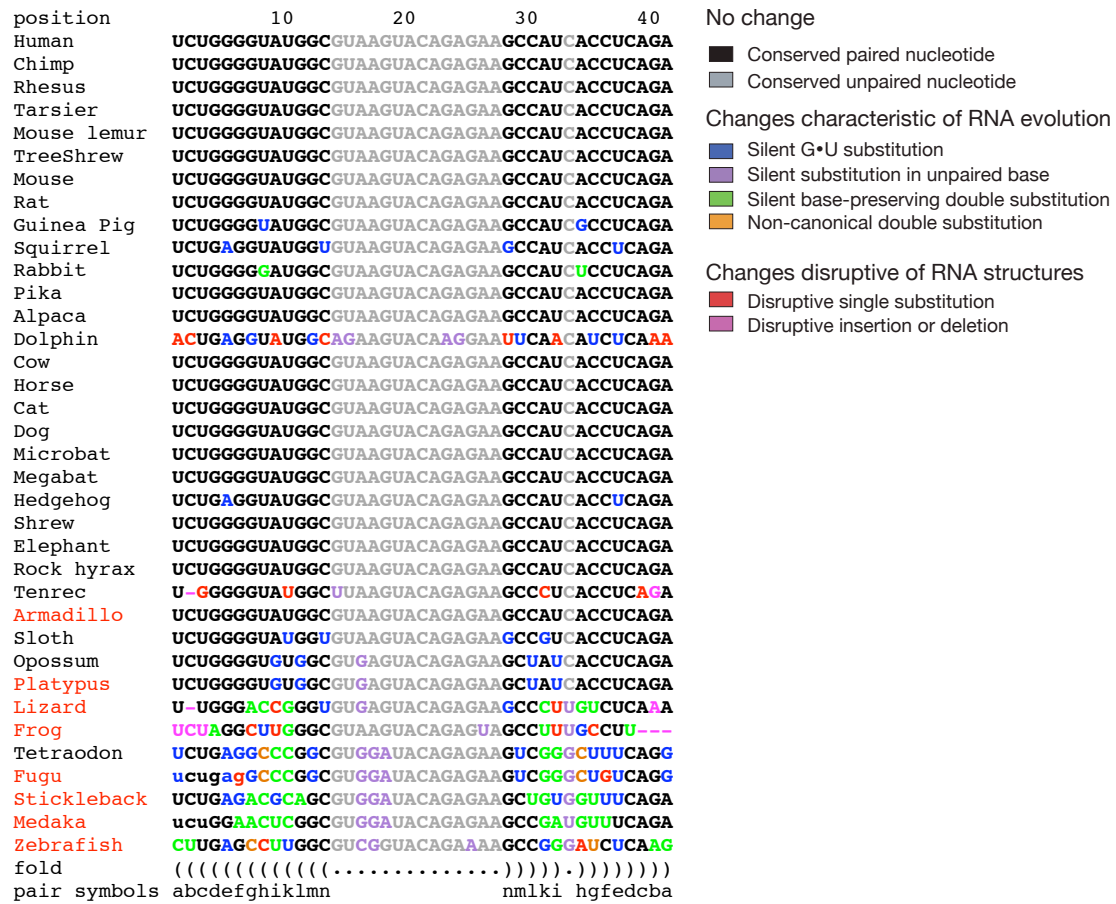 position 10 20 30 40
Human UCUGGGGUAUGGCGUAAGUACAGAGAAGCCAUCACCUCAGA
Chimp UCUGGGGUAUGGCGUAAGUACAGAGAAGCCAUCACCUCAGA
Rhesus UCUGGGGUAUGGCGUAAGUACAGAGAAGCCAUCACCUCAGA
Tarsier UCUGGGGUAUGGCGUAAGUACAGAGAAGCCAUCACCUCAGA
Mouse lemur UCUGGGGUAUGGCGUAAGUACAGAGAAGCCAUCACCUCAGA
TreeShrew UCUGGGGUAUGGCGUAAGUACAGAGAAGCCAUCACCUCAGA
Mouse UCUGGGGUAUGGCGUAAGUACAGAGAAGCCAUCACCUCAGA
Rat UCUGGGGUAUGGCGUAAGUACAGAGAAGCCAUCACCUCAGA
Guinea Pig UCUGGGGUAUGGCGUAAGUACAGAGAAGCCAUCGCCUCAGA
Squirrel UCUGAGGUAUGGUGUAAGUACAGAGAAGCCAUCACCUCAGA
Rabbit UCUGGGGGAUGGCGUAAGUACAGAGAAGCCAUCUCCUCAGA
Pika UCUGGGGUAUGGCGUAAGUACAGAGAAGCCAUCACCUCAGA
Alpaca UCUGGGGUAUGGCGUAAGUACAGAGAAGCCAUCACCUCAGA
Dolphin ACUGAGGUAUGGCAGAAGUACAAGGAAUUCAACAUCUCAAA
Cow UCUGGGGUAUGGCGUAAGUACAGAGAAGCCAUCACCUCAGA
Horse UCUGGGGUAUGGCGUAAGUACAGAGAAGCCAUCACCUCAGA
Cat UCUGGGGUAUGGCGUAAGUACAGAGAAGCCAUCACCUCAGA
Dog UCUGGGGUAUGGCGUAAGUACAGAGAAGCCAUCACCUCAGA
Microbat UCUGGGGUAUGGCGUAAGUACAGAGAAGCCAUCACCUCAGA
Megabat UCUGGGGUAUGGCGUAAGUACAGAGAAGCCAUCACCUCAGA
Hedgehog UCUGAGGUAUGGCGUAAGUACAGAGAAGCCAUCACCUCAGA
Shrew UCUGGGGUAUGGCGUAAGUACAGAGAAGCCAUCACCUCAGA
Elephant UCUGGGGUAUGGCGUAAGUACAGAGAAGCCAUCACCUCAGA
Rock hyrax UCUGGGGUAUGGCGUAAGUACAGAGAAGCCAUCACCUCAGA
Tenrec U-GGGGGUAUGGCUUAAGUACAGAGAAGCCCUCACCUCAGA
Armadillo UCUGGGGUAUGGCGUAAGUACAGAGAAGCCAUCACCUCAGA
Sloth UCUGGGGUAUGGUGUAAGUACAGAGAAGCCGUCACCUCAGA
Opossum UCUGGGGUGUGGCGUGAGUACAGAGAAGCUAUCACCUCAGA
Platypus UCUGGGGUGUGGCGUGAGUACAGAGAAGCUAUCACCUCAGA
Lizard U-UGGGACCGGGUGUGAGUACAGAGAAGCCCUUGUCUCAAA
Frog UCUAGGCUUGGGCGUAAGUACAGAGUAGCCUUUGCCUU---
Tetraodon UCUGAGGCCCGGCGUGGAUACAGAGAAGUCGGGCUUUCAGG
Fugu ucugagGCCCGGCGUGGAUACAGAGAAGUCGGGCUGUCAGG
Stickleback UCUGAGACGCAGCGUGGAUACAGAGAAGCUGUGGUUUCAGA
Medaka ucuGGAACUCGGCGUGGAUACAGAGAAGCCGAUGUUUCAGA
Zebrafish CUUGAGCCUUGGCGUCGGUACAGAAAAGCCGGGAUCUCAAG
fold (((((((((((((..............))))).))))))))
pair symbols abcdefghiklmn nmlki hgfedcba
No change
Conserved paired nucleotide
Conserved unpaired nucleotide
Changes characteristic of RNA evolution
Silent G•U substitution
Silent substitution in unpaired base
Silent base-preserving double substitution
Non-canonical double substitution
Changes disruptive of RNA structures
Disruptive single substitution
Disruptive insertion or deletion